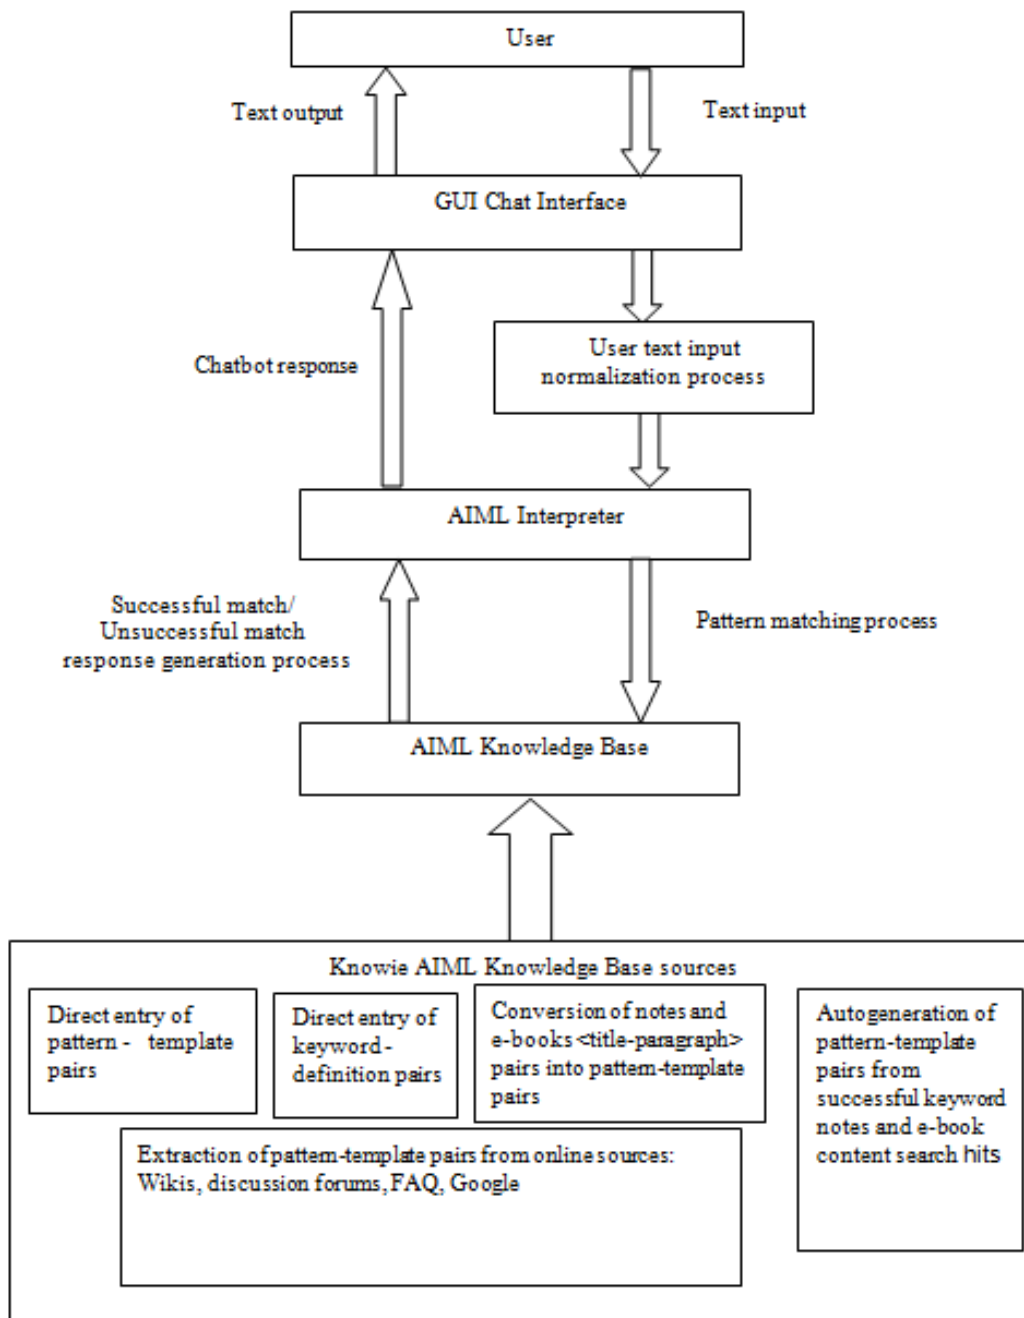 User
Text output
Text input
GUI Chat Interface
User text input
normalization process
Chatbot response
AIML Interpreter
Successful match/
Unsuccessful match
response generation process
Pattern matching process
AIML Knowledge Base
Knowie AIML Knowledge Base sources
Direct entry of
pattern - template
pairs
Direct entry of
keyword -
definition pairs
Conversion of notes and
e-books <title-paragraph>
pairs into pattern-template
pairs
Autogeneration of
pattern-template
pairs from
successful keyword
notes and e-book
content search hits
Extraction of pattern-template pairs from online sources:
Wikis, discussion forums, FAQ, Google